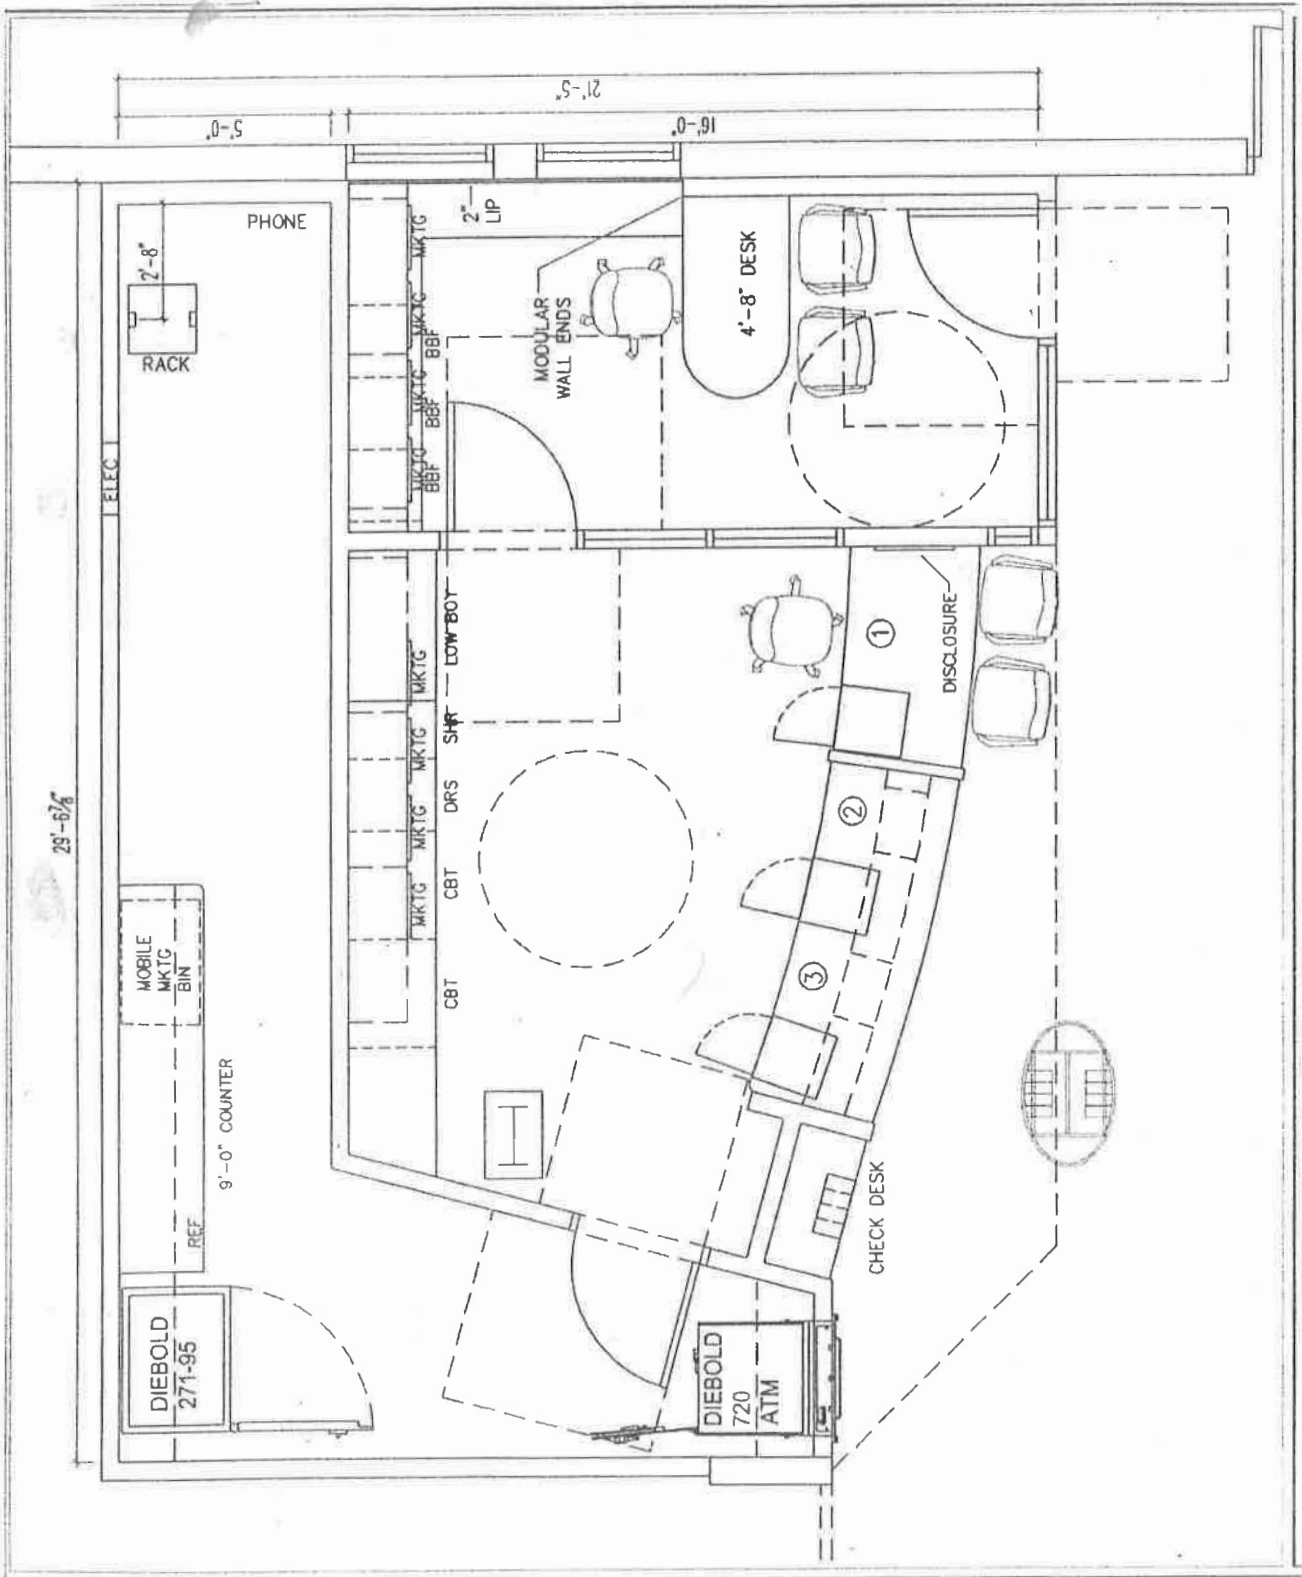 21'-5"
5'-0"
16'-0"
PHONE
2'-8"
RACK
ELEC
29'-6⅞"
2"
LIP
MKTG
MKTG
BBF
MKTG
BBF
MKTG
BBF
MODULAR
WALL ENDS
4'-8" DESK
LOW BOY
MKTG
SHR
MKTG
DRS
MKTG
CBT
MKTG
CBT
1
DISCLOSURE
2
3
MOBILE
MKTG
BIN
9'-0" COUNTER
REF
CHECK DESK
DIEBOLD
271-95
DIEBOLD
720
ATM